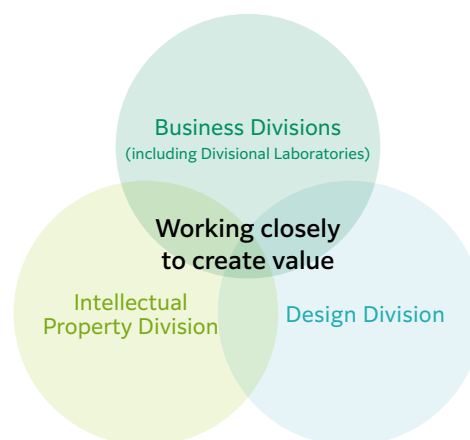 Business Divisions
(including Divisional Laboratories)
Working closely
to create value
Intellectual
Property Division
Design Division